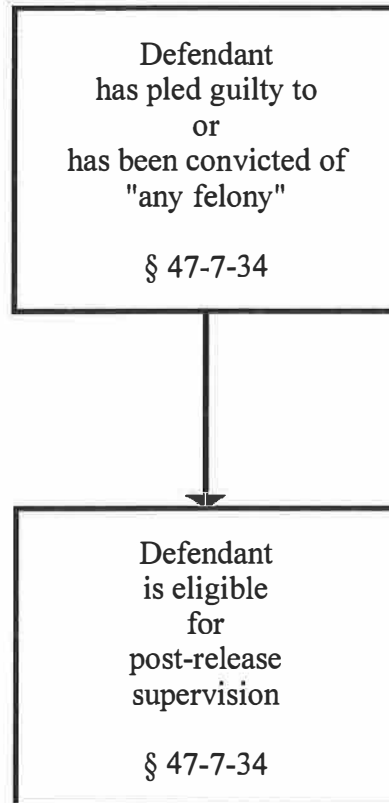 Defendant
has pled guilty to
or
has been convicted of
"any felony"
§ 47-7-34
Defendant
is eligible
for
post-release
supervision
§ 47-7-34